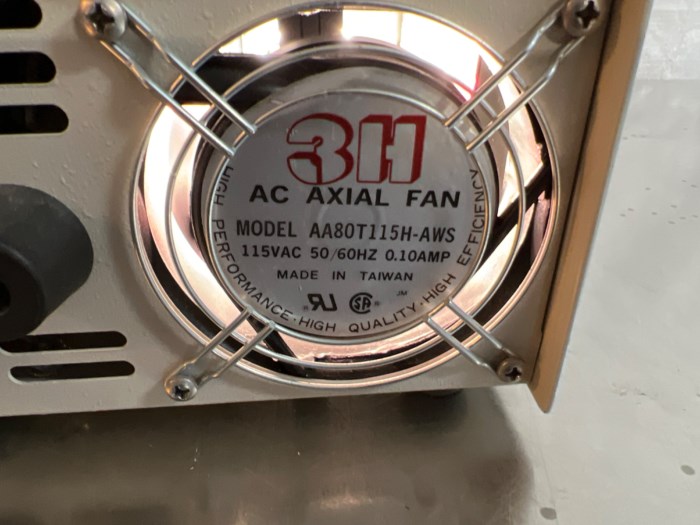 3H
AC AXIAL FAN
MODEL AA80T115H-AWS
115VAC 50/60HZ 0.10AMP
MADE IN TAIWAN
JM
HIGH PERFORMANCE·HIGH QUALITY·HIGH EFFICIENCY